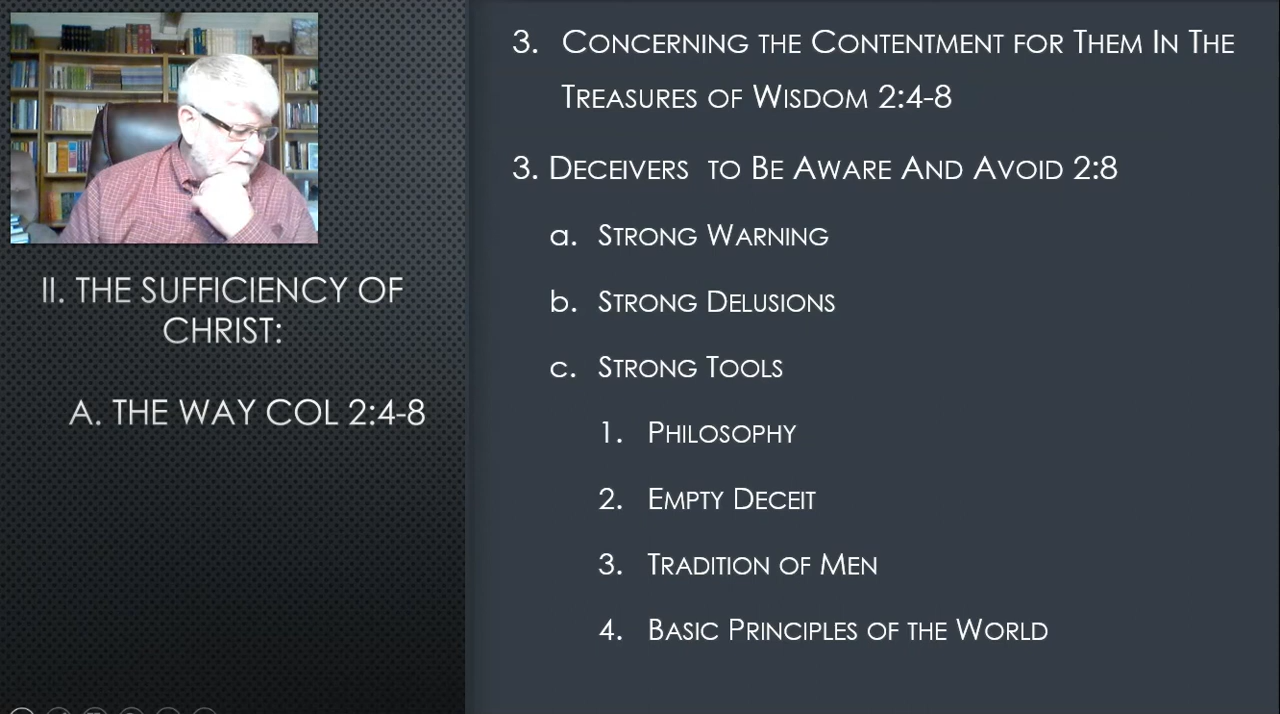 II. THE SUFFICIENCY OF
CHRIST:
A. THE WAY COL 2:4-8
3. CONCERNING THE CONTENTMENT FOR THEM IN THE
TREASURES OF WISDOM 2:4-8
3. DECEIVERS TO BE AWARE AND AVOID 2:8
a. STRONG WARNING
b. STRONG DELUSIONS
c. STRONG TOOLS
1. PHILOSOPHY
2. EMPTY DECEIT
3. TRADITION OF MEN
4. BASIC PRINCIPLES OF THE WORLD